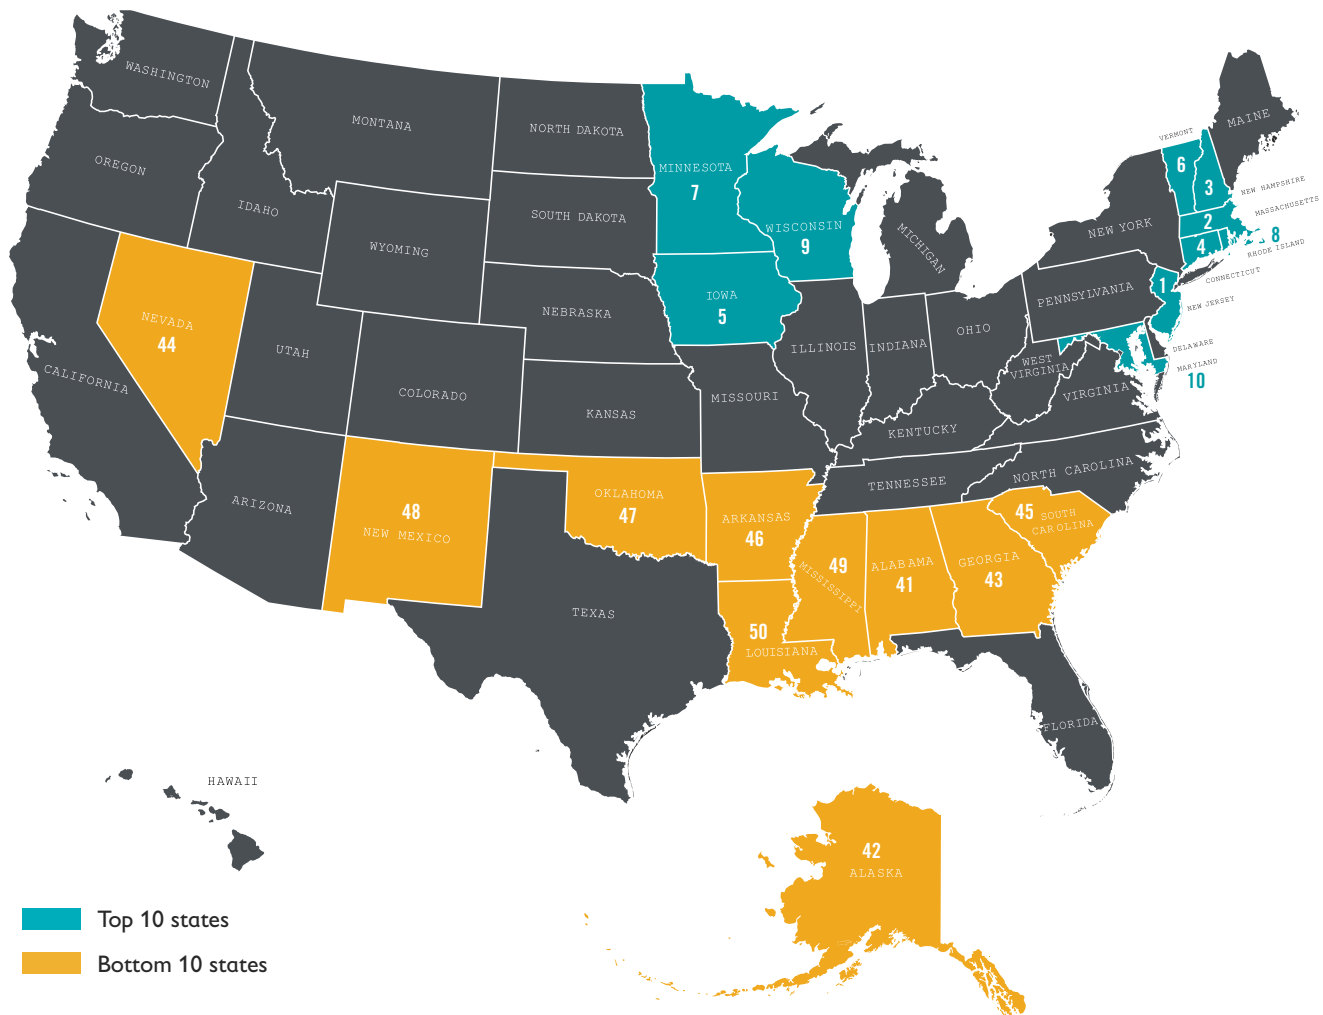 WASHINGTON
OREGON
CALIFORNIA
NEVADA
44
IDAHO
MONTANA
WYOMING
UTAH
COLORADO
ARIZONA
48
NEW MEXICO
NORTH DAKOTA
SOUTH DAKOTA
NEBRASKA
KANSAS
OKLAHOMA
47
TEXAS
MINNESOTA
7
IOWA
5
MISSOURI
ARKANSAS
46
50
LOUISIANA
WISCONSIN
9
ILLINOIS
MICHIGAN
INDIANA
OHIO
KENTUCKY
TENNESSEE
49
MISSISSIPPI
ALABAMA
41
GEORGIA
43
FLORIDA
45
SOUTH
CAROLINA
NORTH CAROLINA
VIRGINIA
WEST
VIRGINIA
PENNSYLVANIA
NEW YORK
VERMONT
6
3
NEW HAMPSHIRE
MAINE
MASSACHUSETTS
2
8
RHODE ISLAND
4
CONNECTICUT
1
NEW JERSEY
DELAWARE
MARYLAND
10
HAWAII
42
ALASKA
Top 10 states
Bottom 10 states